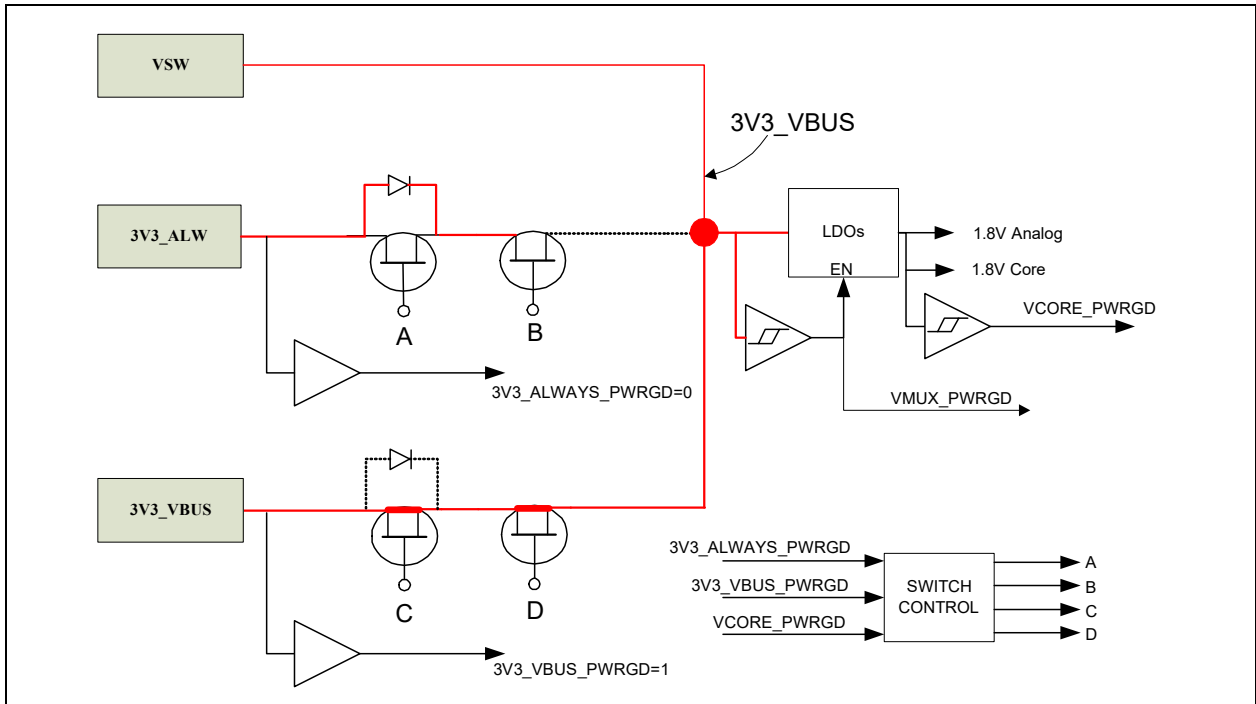 VSW
3V3_VBUS
3V3_ALW
LDOs
EN
1.8V Analog
1.8V Core
VCORE_PWRGD
A
B
3V3_ALWAYS_PWRGD=0
VMUX_PWRGD
3V3_VBUS
C
D
3V3_VBUS_PWRGD=1
3V3_ALWAYS_PWRGD
3V3_VBUS_PWRGD
VCORE_PWRGD
SWITCH
CONTROL
A
B
C
D